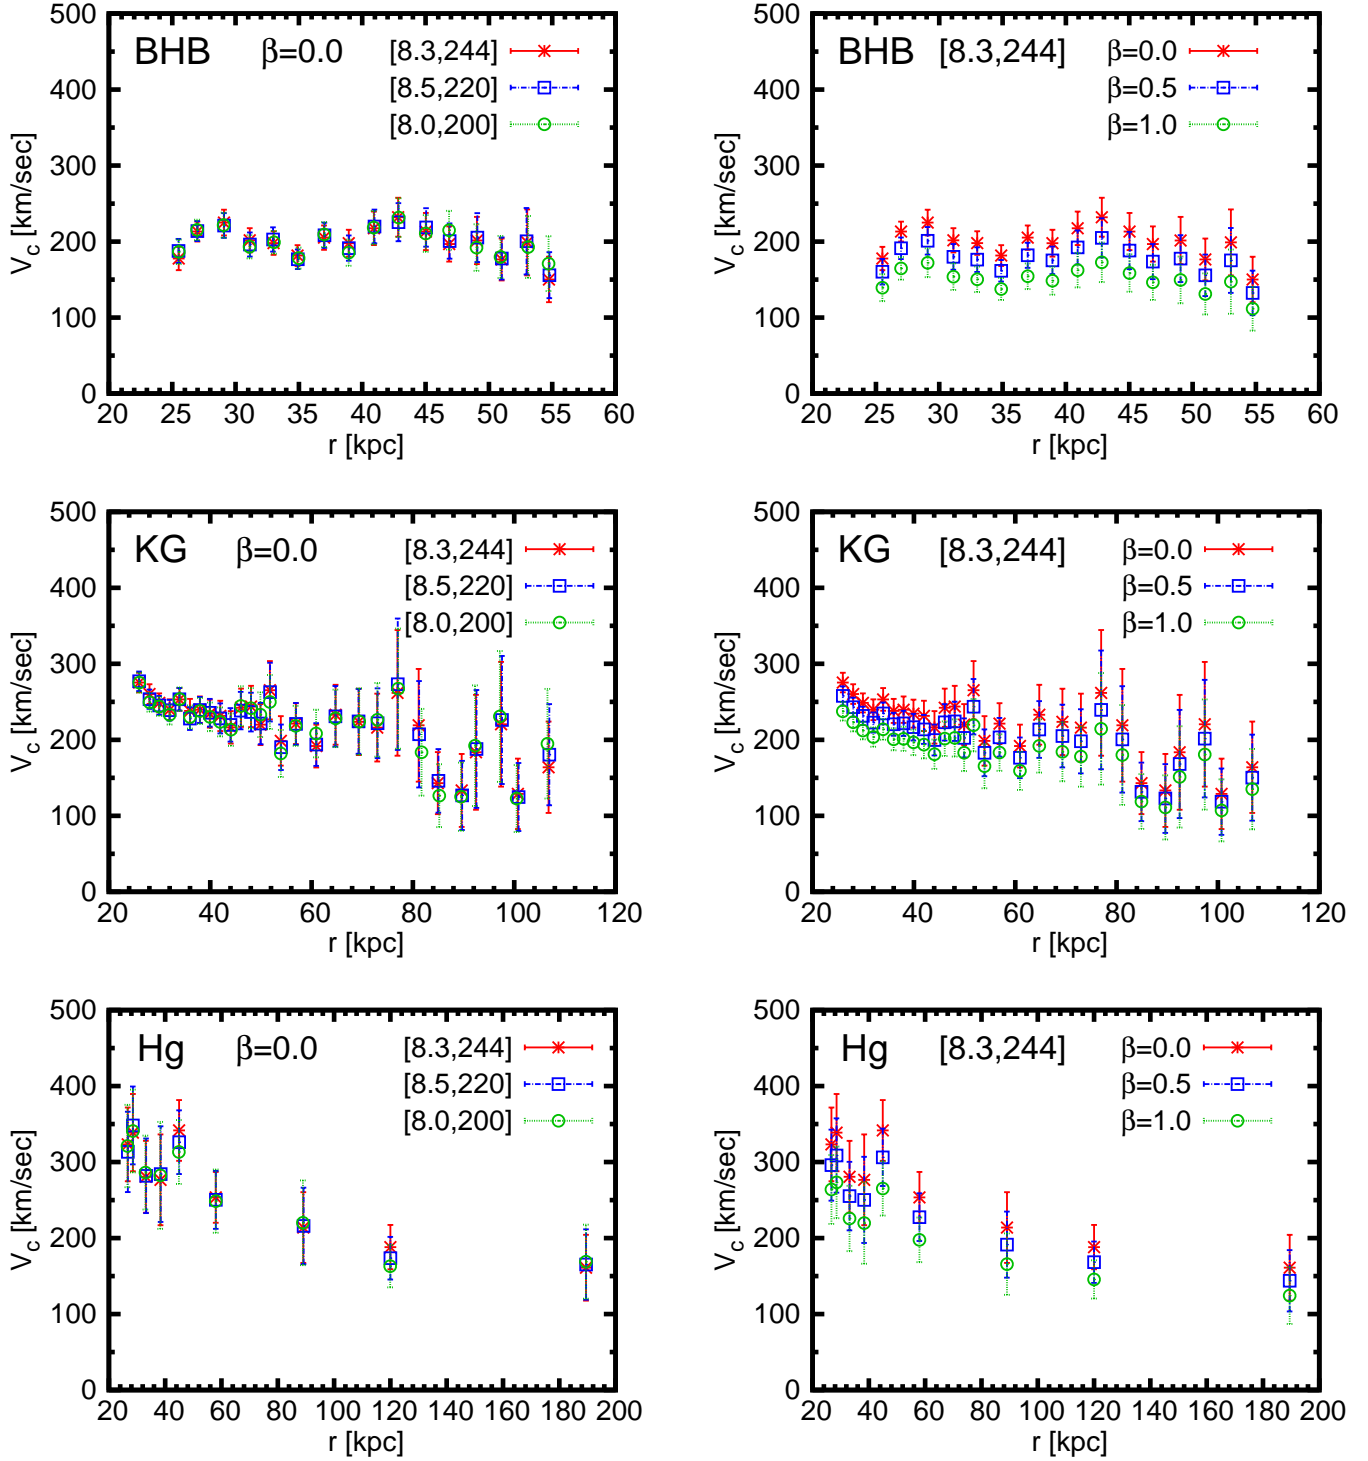 BHB β=0.0
[8.3,244]
[8.5,220]
[8.0,200]
V_c [km/sec]
500
400
300
200
100
0
20 25 30 35 40 45 50 55 60
r [kpc]
BHB [8.3,244]
β=0.0
β=0.5
β=1.0
V_c [km/sec]
500
400
300
200
100
0
20 25 30 35 40 45 50 55 60
r [kpc]
KG β=0.0
[8.3,244]
[8.5,220]
[8.0,200]
V_c [km/sec]
500
400
300
200
100
0
20 40 60 80 100 120
r [kpc]
KG [8.3,244]
β=0.0
β=0.5
β=1.0
V_c [km/sec]
500
400
300
200
100
0
20 40 60 80 100 120
r [kpc]
Hg β=0.0
[8.3,244]
[8.5,220]
[8.0,200]
V_c [km/sec]
500
400
300
200
100
0
20 40 60 80 100 120 140 160 180 200
r [kpc]
Hg [8.3,244]
β=0.0
β=0.5
β=1.0
V_c [km/sec]
500
400
300
200
100
0
20 40 60 80 100 120 140 160 180 200
r [kpc]